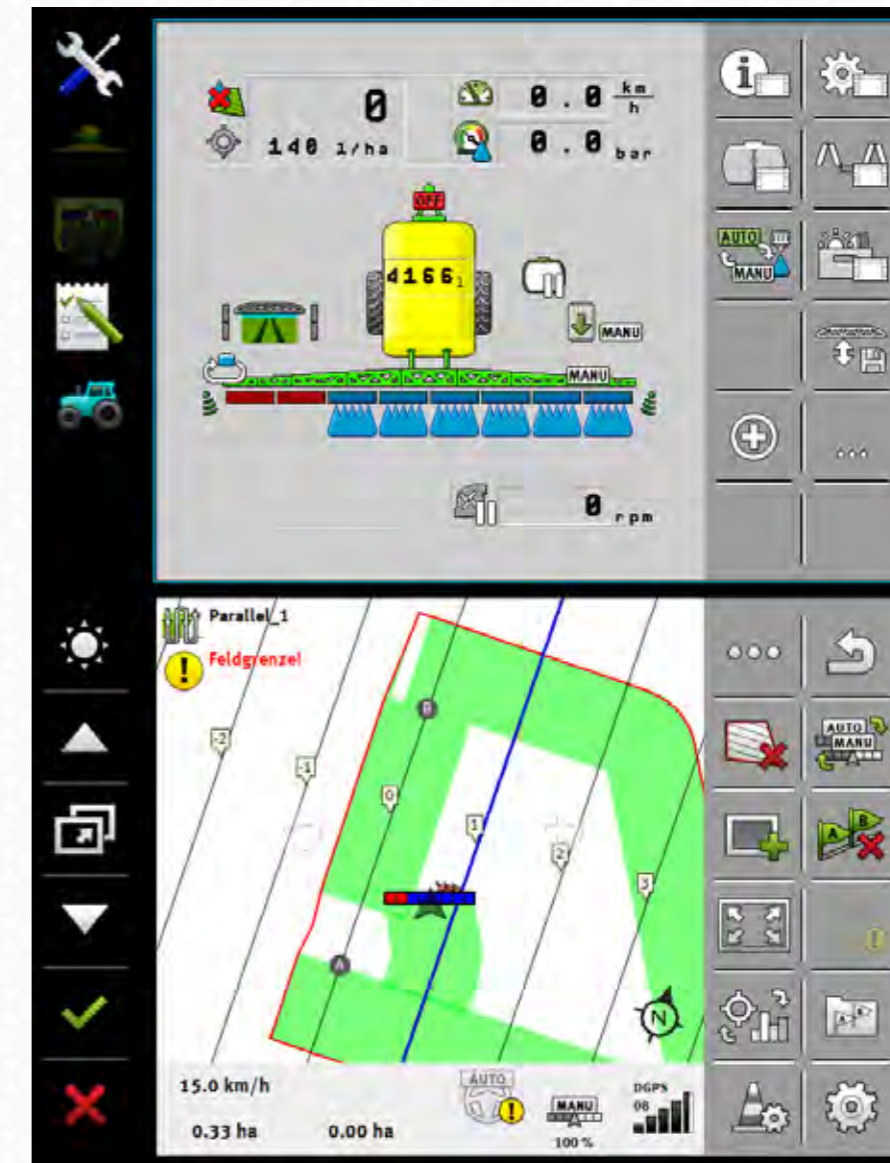 0
0.0 km/h
140 l/ha
0.0 bar
OFF
AUTO
MANU
4166 l
MANU
MANU
0 rpm
...
Parallel_1
Feldgrenze!
AUTO
MANU
-2
-1
B
0
1
2
3
A B
A
N
A B
15.0 km/h
AUTO
MANU
100 %
DGPS
08
0.33 ha
0.00 ha